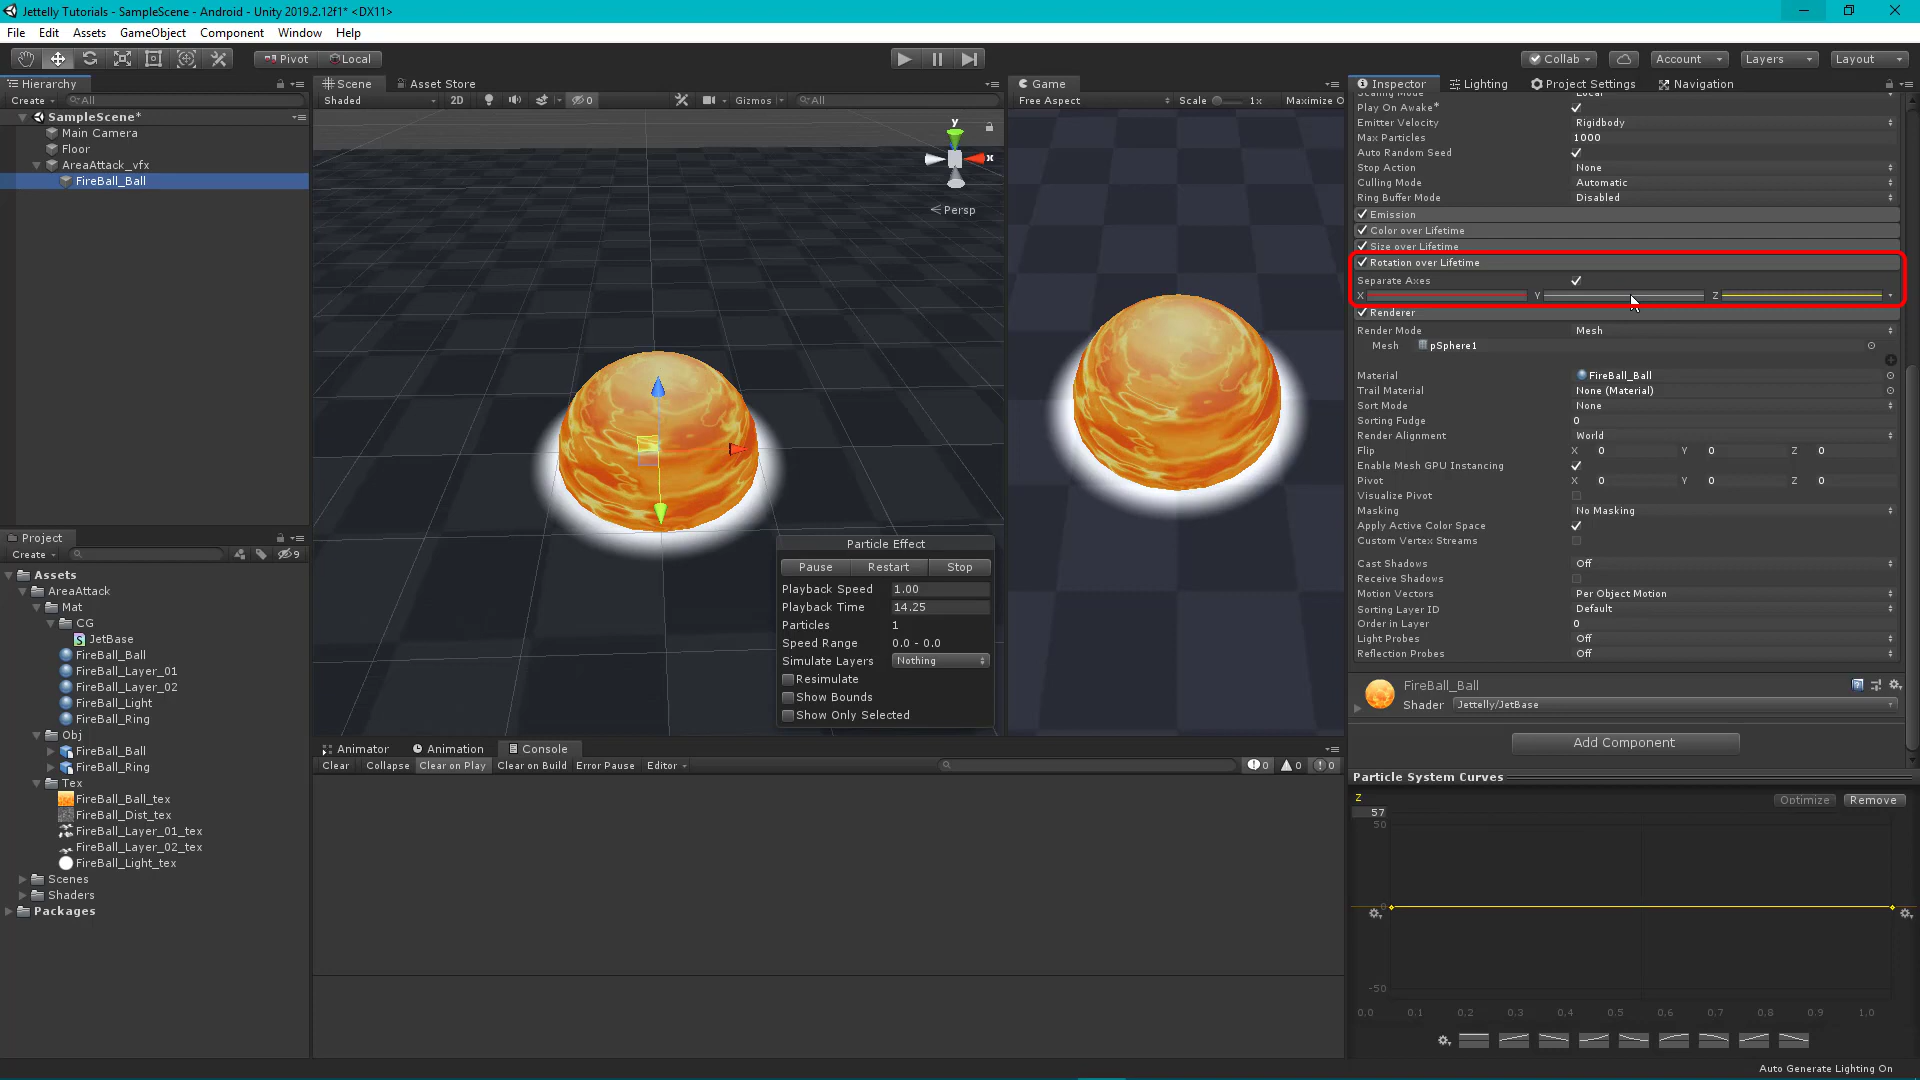 Jettelly Tutorials - SampleScene - Android - Unity 2019.2.12f1* <DX11>
File Edit Assets GameObject Component Window Help
Pivot Local Collab Account Layers Layout
Hierarchy
Create All
SampleScene*
Main Camera
Floor
AreaAttack_vfx
FireBall_Ball
Scene Asset Store
Shaded 2D 0 Gizmos All
y
x
Persp
Particle Effect
Pause Restart Stop
Playback Speed 1.00
Playback Time 14.25
Particles 1
Speed Range 0.0 - 0.0
Simulate Layers Nothing
Resimulate
Show Bounds
Show Only Selected
Game
Free Aspect Scale 1x Maximize O
Project
Create 9
Assets
AreaAttack
Mat
CG
JetBase
FireBall_Ball
FireBall_Layer_01
FireBall_Layer_02
FireBall_Light
FireBall_Ring
Obj
FireBall_Ball
FireBall_Ring
Tex
FireBall_Ball_tex
FireBall_Dist_tex
FireBall_Layer_01_tex
FireBall_Layer_02_tex
FireBall_Light_tex
Scenes
Shaders
Packages
Animator Animation Console
Clear Collapse Clear on Play Clear on Build Error Pause Editor 0 0 0
Inspector Lighting Project Settings Navigation
Scaling Mode Local
Play On Awake*
Emitter Velocity Rigidbody
Max Particles 1000
Auto Random Seed
Stop Action None
Culling Mode Automatic
Ring Buffer Mode Disabled
Emission
Color over Lifetime
Size over Lifetime
Rotation over Lifetime
Separate Axes
X Y Z
Renderer
Render Mode Mesh
Mesh pSphere1
Material FireBall_Ball
Trail Material None (Material)
Sort Mode None
Sorting Fudge 0
Render Alignment World
Flip X 0 Y 0 Z 0
Enable Mesh GPU Instancing
Pivot X 0 Y 0 Z 0
Visualize Pivot
Masking No Masking
Apply Active Color Space
Custom Vertex Streams
Cast Shadows Off
Receive Shadows
Motion Vectors Per Object Motion
Sorting Layer ID Default
Order in Layer 0
Light Probes Off
Reflection Probes Off
FireBall_Ball
Shader Jettelly/JetBase
Add Component
Particle System Curves
Z
Optimize Remove
57
50
0
-50
0,0 0,1 0,2 0,3 0,4 0,5 0,6 0,7 0,8 0,9 1,0
Auto Generate Lighting On